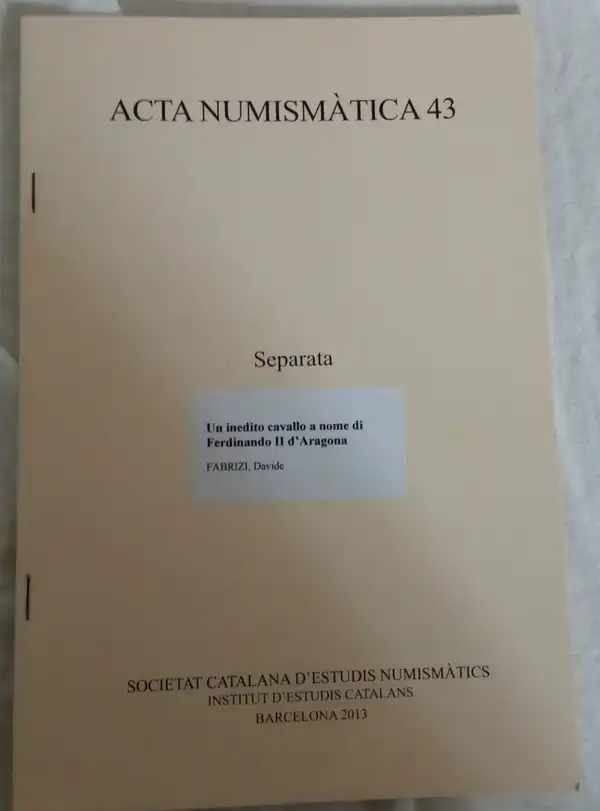 ACTA NUMISMÀTICA 43
Separata
Un inedito cavallo a nome di
Ferdinando II d'Aragona
FABRIZI, Davide
SOCIETAT CATALANA D'ESTUDIS NUMISMÀTICS
INSTITUT D'ESTUDIS CATALANS
BARCELONA 2013